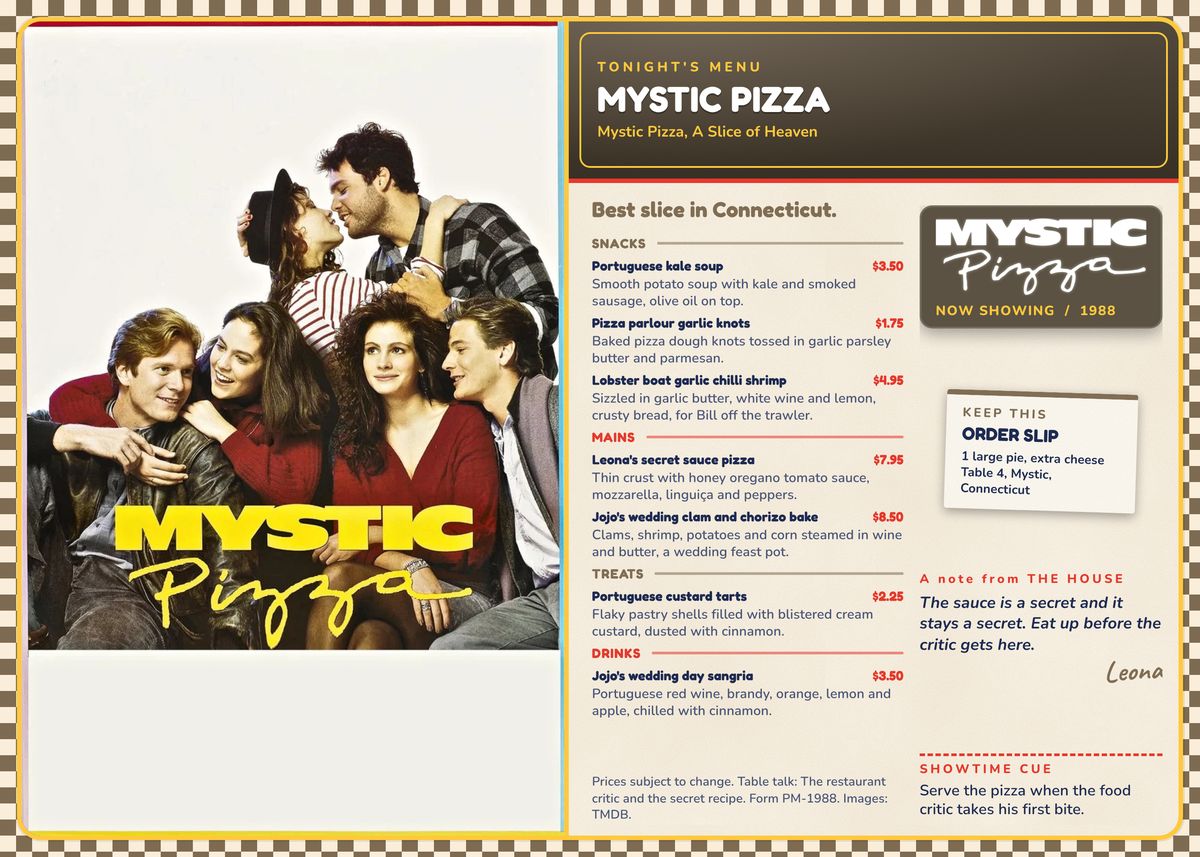 MYSTIC
Pizza
TONIGHT'S MENU
MYSTIC PIZZA
Mystic Pizza, A Slice of Heaven
Best slice in Connecticut.
SNACKS
Portuguese kale soup $3.50
Smooth potato soup with kale and smoked
sausage, olive oil on top.
Pizza parlour garlic knots $1.75
Baked pizza dough knots tossed in garlic parsley
butter and parmesan.
Lobster boat garlic chilli shrimp $4.95
Sizzled in garlic butter, white wine and lemon,
crusty bread, for Bill off the trawler.
MAINS
Leona's secret sauce pizza $7.95
Thin crust with honey oregano tomato sauce,
mozzarella, linguiça and peppers.
Jojo's wedding clam and chorizo bake $8.50
Clams, shrimp, potatoes and corn steamed in wine
and butter, a wedding feast pot.
TREATS
Portuguese custard tarts $2.25
Flaky pastry shells filled with blistered cream
custard, dusted with cinnamon.
DRINKS
Jojo's wedding day sangria $3.50
Portuguese red wine, brandy, orange, lemon and
apple, chilled with cinnamon.
Prices subject to change. Table talk: The restaurant
critic and the secret recipe. Form PM-1988. Images:
TMDB.
MYSTIC
Pizza
NOW SHOWING / 1988
KEEP THIS
ORDER SLIP
1 large pie, extra cheese
Table 4, Mystic,
Connecticut
A note from THE HOUSE
The sauce is a secret and it
stays a secret. Eat up before the
critic gets here.
Leona
SHOWTIME CUE
Serve the pizza when the food
critic takes his first bite.